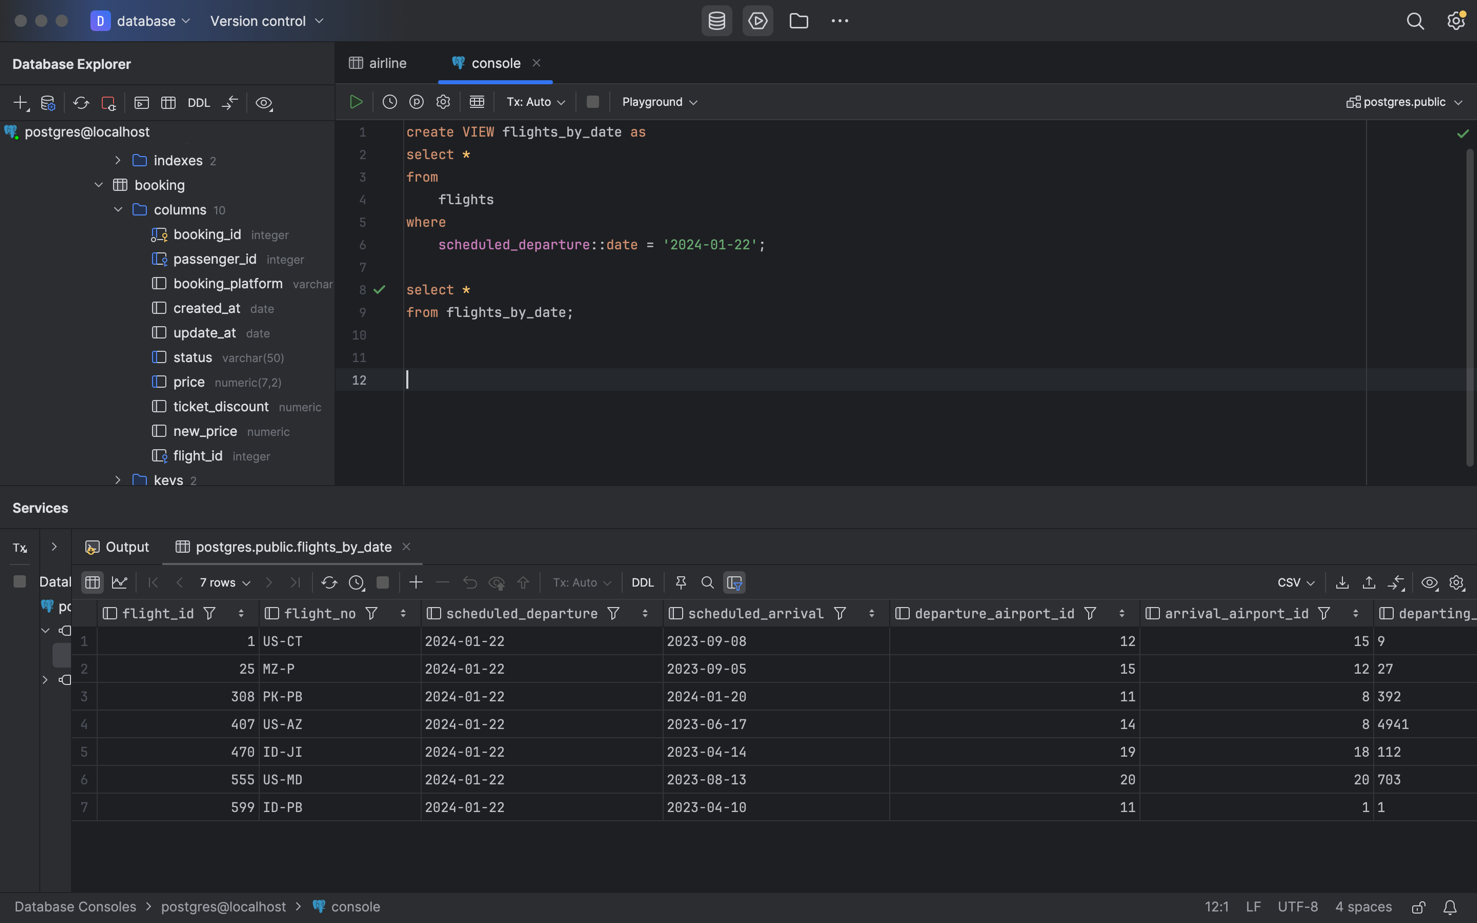 D database Version control
Database Explorer
DDL
postgres@localhost
indexes 2
booking
columns 10
booking_id integer
passenger_id integer
booking_platform varchar
created_at date
update_at date
status varchar(50)
price numeric(7,2)
ticket_discount numeric
new_price numeric
flight_id integer
keys 2
airline console
Tx: Auto Playground postgres.public
1 create VIEW flights_by_date as
2 select *
3 from
4 flights
5 where
6 scheduled_departure::date = '2024-01-22';
7
8 select *
9 from flights_by_date;
10
11
12
Services
Tx Output postgres.public.flights_by_date
7 rows Tx: Auto DDL CSV
Datal
po
flight_id flight_no scheduled_departure scheduled_arrival departure_airport_id arrival_airport_id departing_
1 1 US-CT 2024-01-22 2023-09-08 12 15 9
2 25 MZ-P 2024-01-22 2023-09-05 15 12 27
3 308 PK-PB 2024-01-22 2024-01-20 11 8 392
4 407 US-AZ 2024-01-22 2023-06-17 14 8 4941
5 470 ID-JI 2024-01-22 2023-04-14 19 18 112
6 555 US-MD 2024-01-22 2023-08-13 20 20 703
7 599 ID-PB 2024-01-22 2023-04-10 11 1 1
Database Consoles > postgres@localhost > console 12:1 LF UTF-8 4 spaces